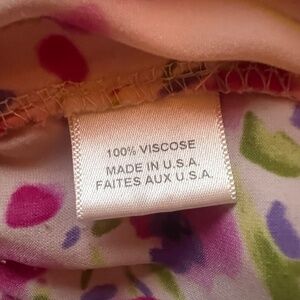 100% VISCOSE
MADE IN U.S.A.
FAITES AUX U.S.A.